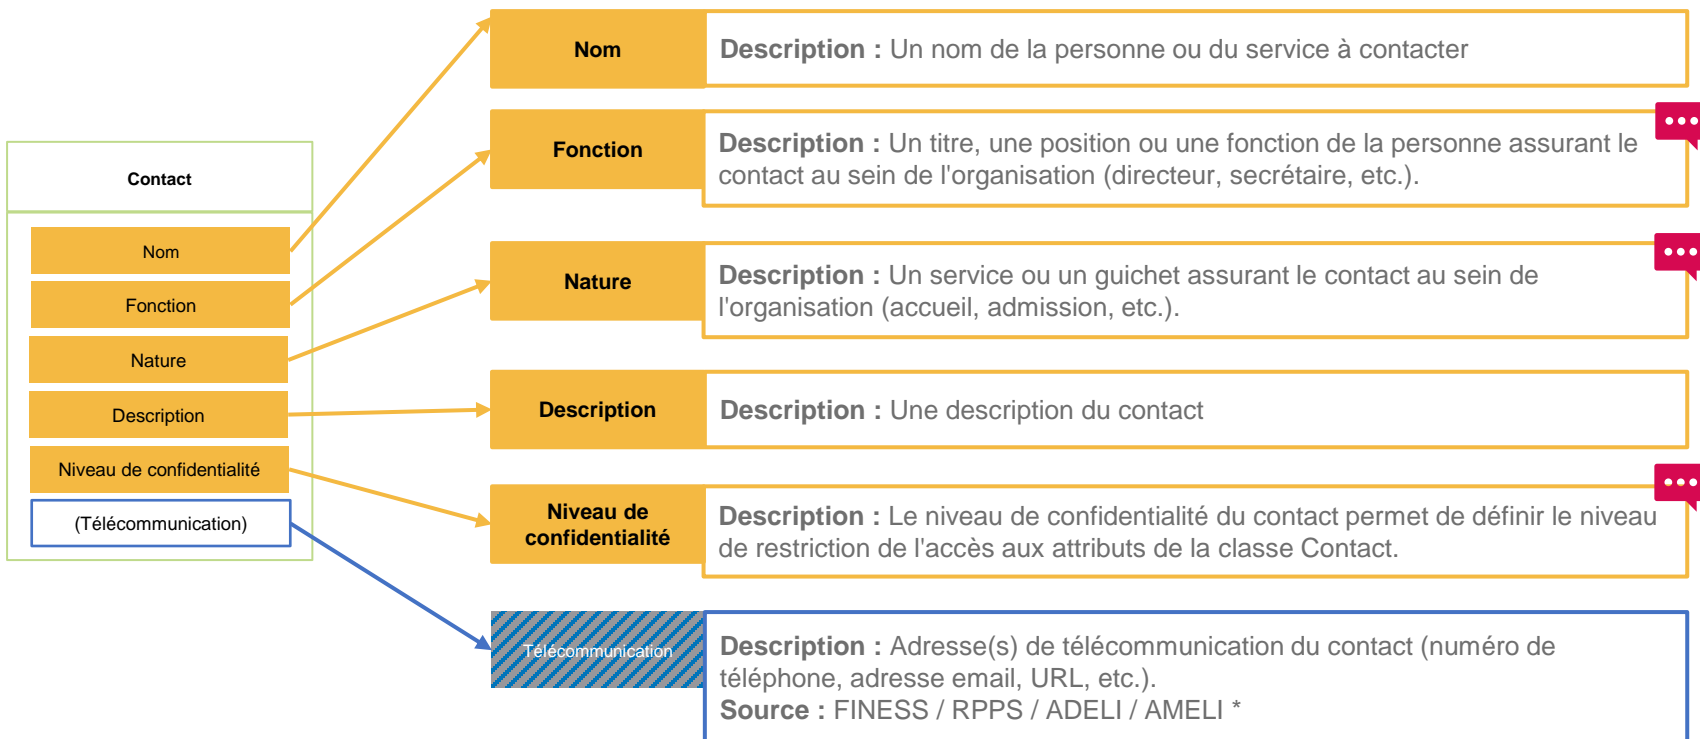 Contact
Nom
Fonction
Nature
Description
Niveau de confidentialité
(Télécommunication)
Nom
Description : Un nom de la personne ou du service à contacter
Fonction
Description : Un titre, une position ou une fonction de la personne assurant le
contact au sein de l'organisation (directeur, secrétaire, etc.).
Nature
Description : Un service ou un guichet assurant le contact au sein de
l'organisation (accueil, admission, etc.).
Description
Description : Une description du contact
Niveau de
confidentialité
Description : Le niveau de confidentialité du contact permet de définir le niveau
de restriction de l'accès aux attributs de la classe Contact.
Télécommunication
Description : Adresse(s) de télécommunication du contact (numéro de
téléphone, adresse email, URL, etc.).
Source : FINESS / RPPS / ADELI / AMELI *